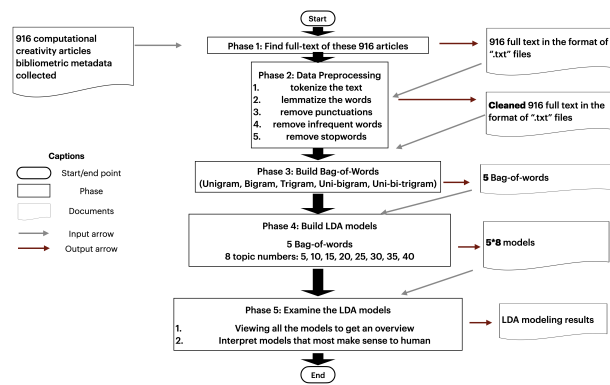 Start
916 computational
creativity articles
bibliometric metadata
collected
Phase 1: Find full-text of these 916 articles
916 full text in the format of
".txt" files
Phase 2: Data Preprocessing
1. tokenize the text
2. lemmatize the words
3. remove punctuations
4. remove infrequent words
5. remove stopwords
Cleaned 916 full text in the
format of ".txt" files
Captions
Start/end point
Phase
Documents
Input arrow
Output arrow
Phase 3: Build Bag-of-Words
(Unigram, Bigram, Trigram, Uni-bigram, Uni-bi-trigram)
5 Bag-of-words
Phase 4: Build LDA models
5 Bag-of-words
8 topic numbers: 5, 10, 15, 20, 25, 30, 35, 40
5*8 models
Phase 5: Examine the LDA models
1. Viewing all the models to get an overview
2. Interpret models that most make sense to human
LDA modeling results
End